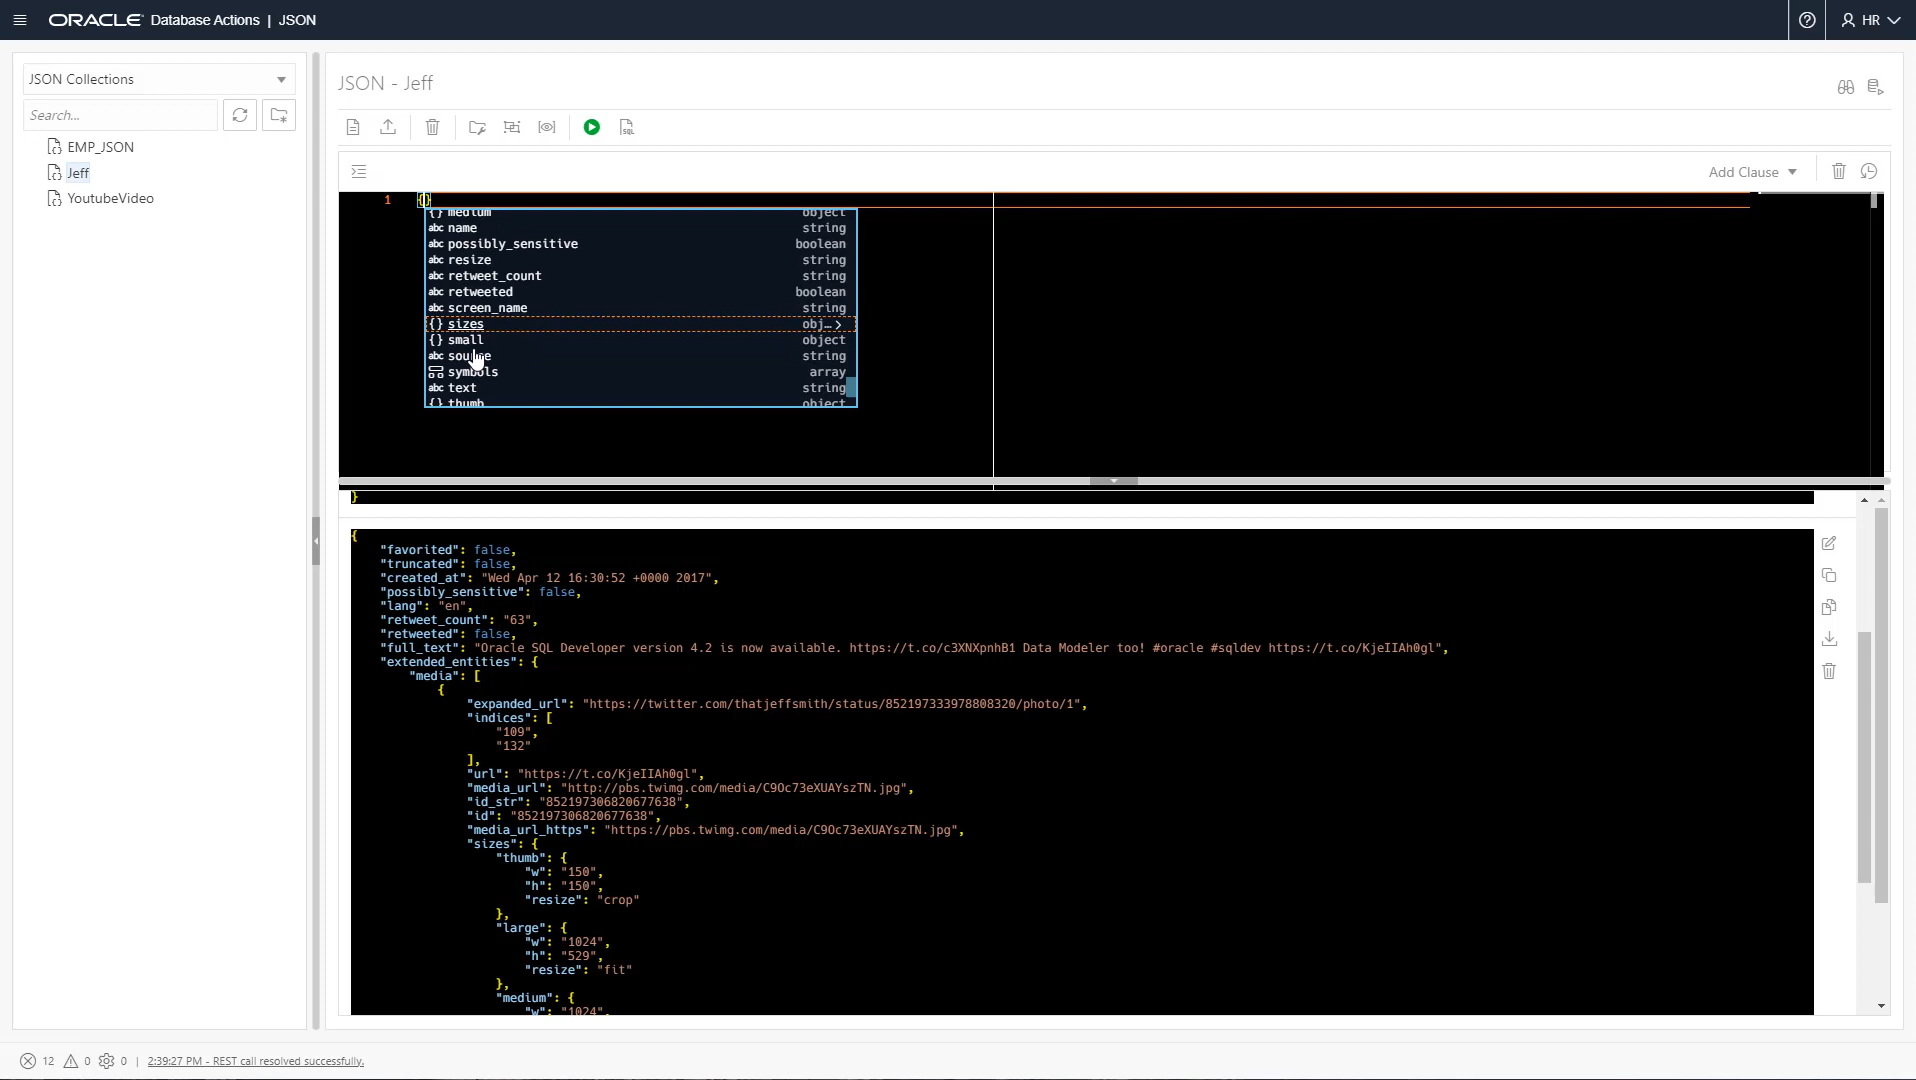 ORACLE Database Actions | JSON
HR
JSON Collections
Search...
EMP_JSON
Jeff
YoutubeVideo
JSON - Jeff
Add Clause
1 {}
{} medium object
abc name string
abc possibly_sensitive boolean
abc resize string
abc retweet_count string
abc retweeted boolean
abc screen_name string
{} sizes obj...
{} small object
abc source string
symbols array
abc text string
{} thumb object
}
{
"favorited": false,
"truncated": false,
"created_at": "Wed Apr 12 16:30:52 +0000 2017",
"possibly_sensitive": false,
"lang": "en",
"retweet_count": "63",
"retweeted": false,
"full_text": "Oracle SQL Developer version 4.2 is now available. https://t.co/c3XNXpnhB1 Data Modeler too! #oracle #sqldev https://t.co/KjeIIAh0gl",
"extended_entities": {
"media": [
{
"expanded_url": "https://twitter.com/thatjeffsmith/status/852197333978808320/photo/1",
"indices": [
"109",
"132"
],
"url": "https://t.co/KjeIIAh0gl",
"media_url": "http://pbs.twimg.com/media/C9Oc73eXUAYszTN.jpg",
"id_str": "852197306820677638",
"id": "852197306820677638",
"media_url_https": "https://pbs.twimg.com/media/C9Oc73eXUAYszTN.jpg",
"sizes": {
"thumb": {
"w": "150",
"h": "150",
"resize": "crop"
},
"large": {
"w": "1024",
"h": "529",
"resize": "fit"
},
"medium": {
"w": "1024",
12 0 0 | 2:39:27 PM - REST call resolved successfully.